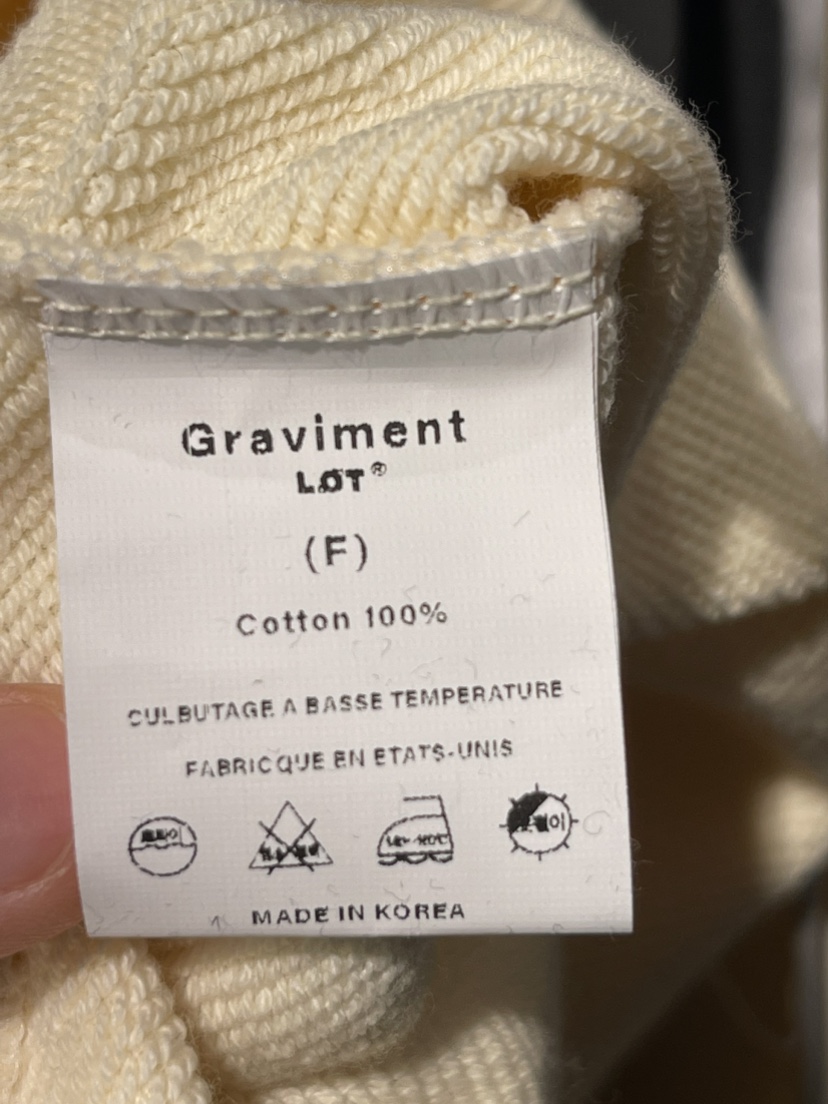 Graviment
LØT®
(F)
Cotton 100%
CULBUTAGE A BASSE TEMPERATURE
FABRICQUE EN ETATS-UNIS
MADE IN KOREA